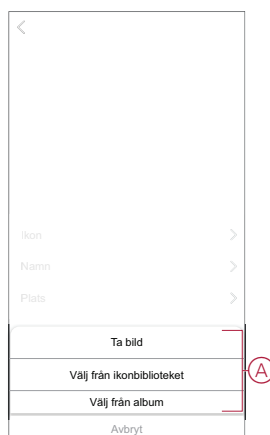 Ikon
Namn
Plats
Ta bild
Välj från ikonbiblioteket
A
Välj från album
Avbryt